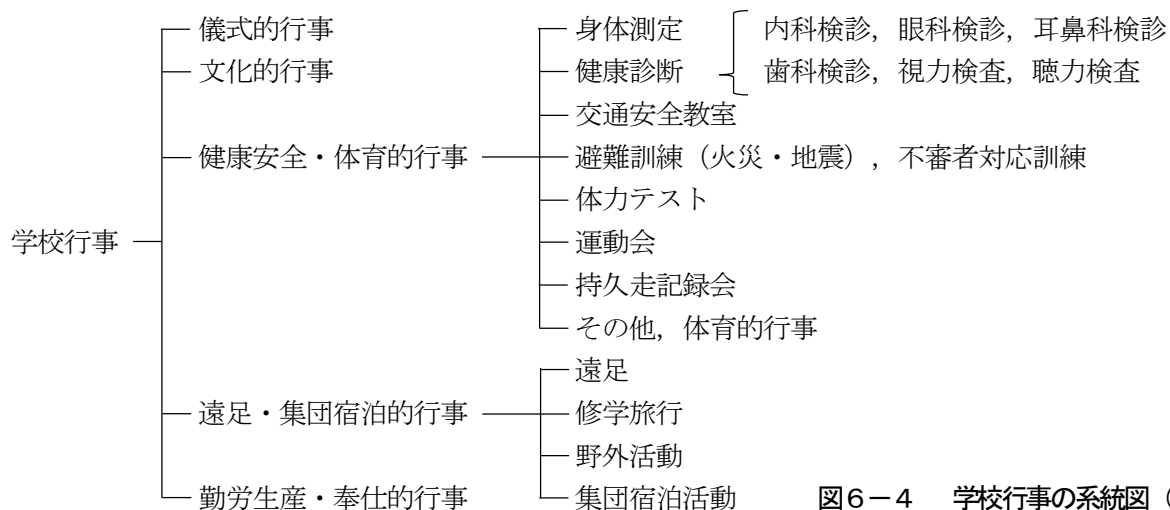 儀式的行事
身体測定
内科検診，眼科検診，耳鼻科検診
文化的行事
健康診断
歯科検診，視力検査，聴力検査
交通安全教室
健康安全・体育的行事
避難訓練（火災・地震），不審者対応訓練
体力テスト
学校行事
運動会
持久走記録会
その他，体育的行事
遠足
遠足・集団宿泊的行事
修学旅行
野外活動
勤労生産・奉仕的行事
集団宿泊活動
図６－４ 学校行事の系統図（